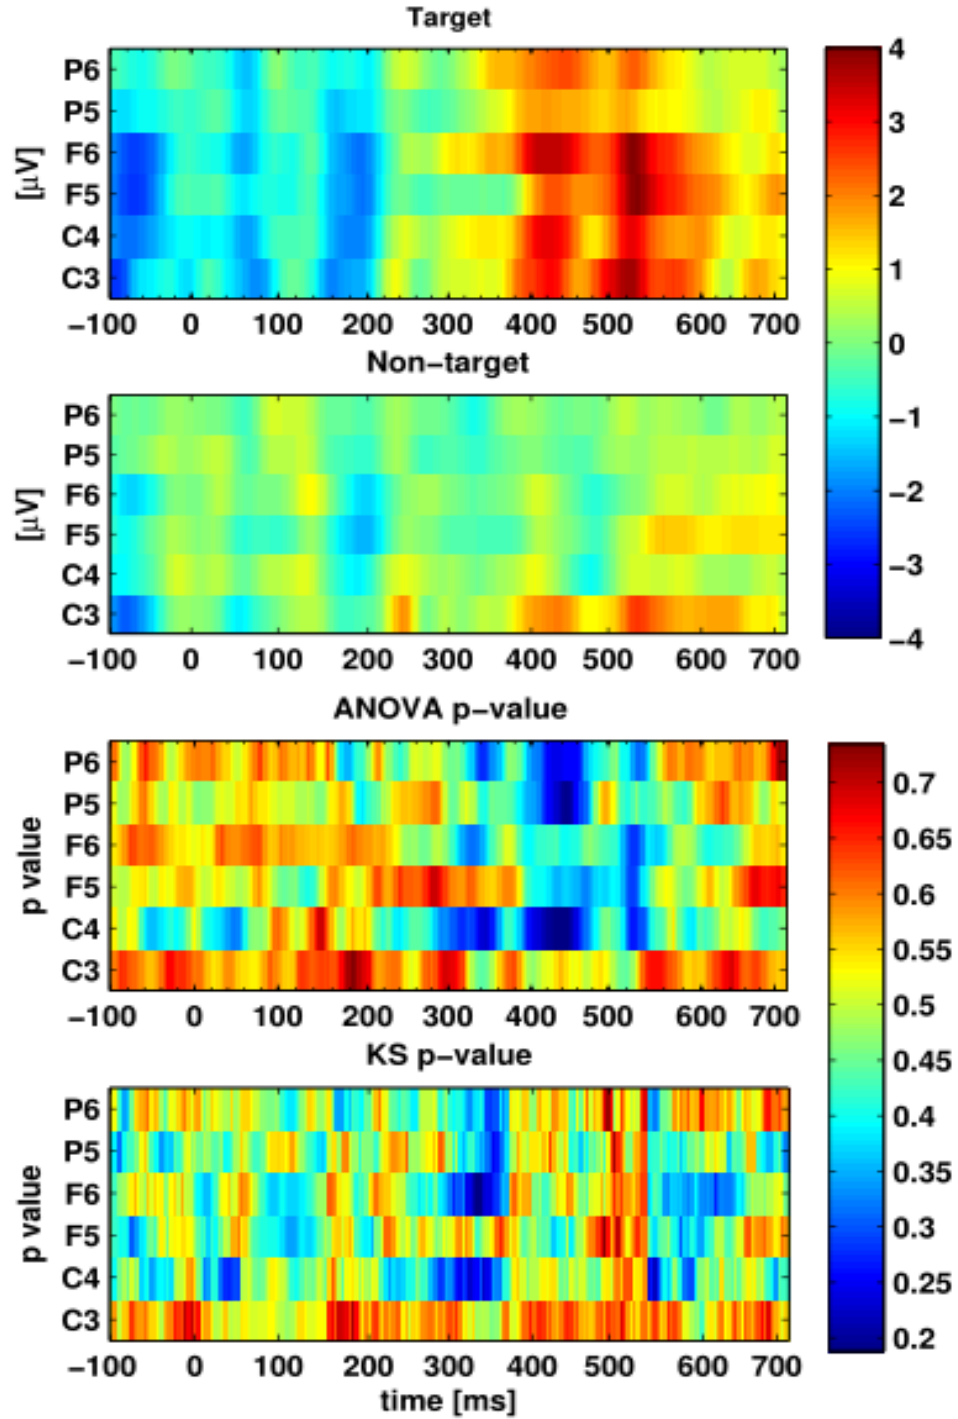 Target
P6
P5
F6
F5
C4
C3
[μV]
−100 0 100 200 300 400 500 600 700
4
3
2
1
0
−1
−2
−3
−4
Non−target
P6
P5
F6
F5
C4
C3
[μV]
−100 0 100 200 300 400 500 600 700
ANOVA p−value
P6
P5
F6
F5
C4
C3
p value
−100 0 100 200 300 400 500 600 700
0.7
0.65
0.6
0.55
0.5
0.45
0.4
0.35
0.3
0.25
0.2
KS p−value
P6
P5
F6
F5
C4
C3
p value
−100 0 100 200 300 400 500 600 700
time [ms]